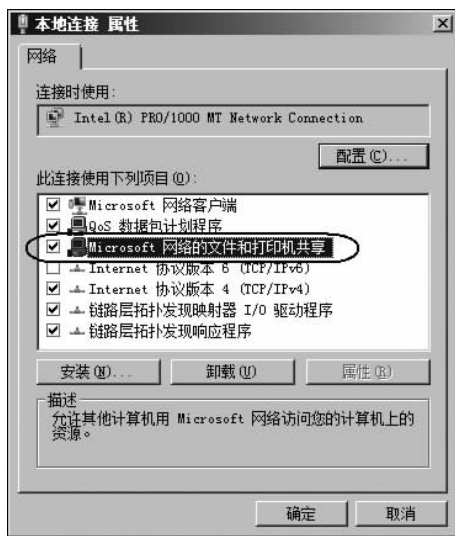 本地连接 属性
网络
连接时使用:
Intel(R) PRO/1000 MT Network Connection
配置(C)...
此连接使用下列项目(O):
Microsoft 网络客户端
QoS 数据包计划程序
Microsoft 网络的文件和打印机共享
Internet 协议版本 6 (TCP/IPv6)
Internet 协议版本 4 (TCP/IPv4)
链路层拓扑发现映射器 I/O 驱动程序
链路层拓扑发现响应程序
安装(N)...
卸载(U)
属性(R)
描述
允许其他计算机用 Microsoft 网络访问您的计算机上的
资源。
确定
取消